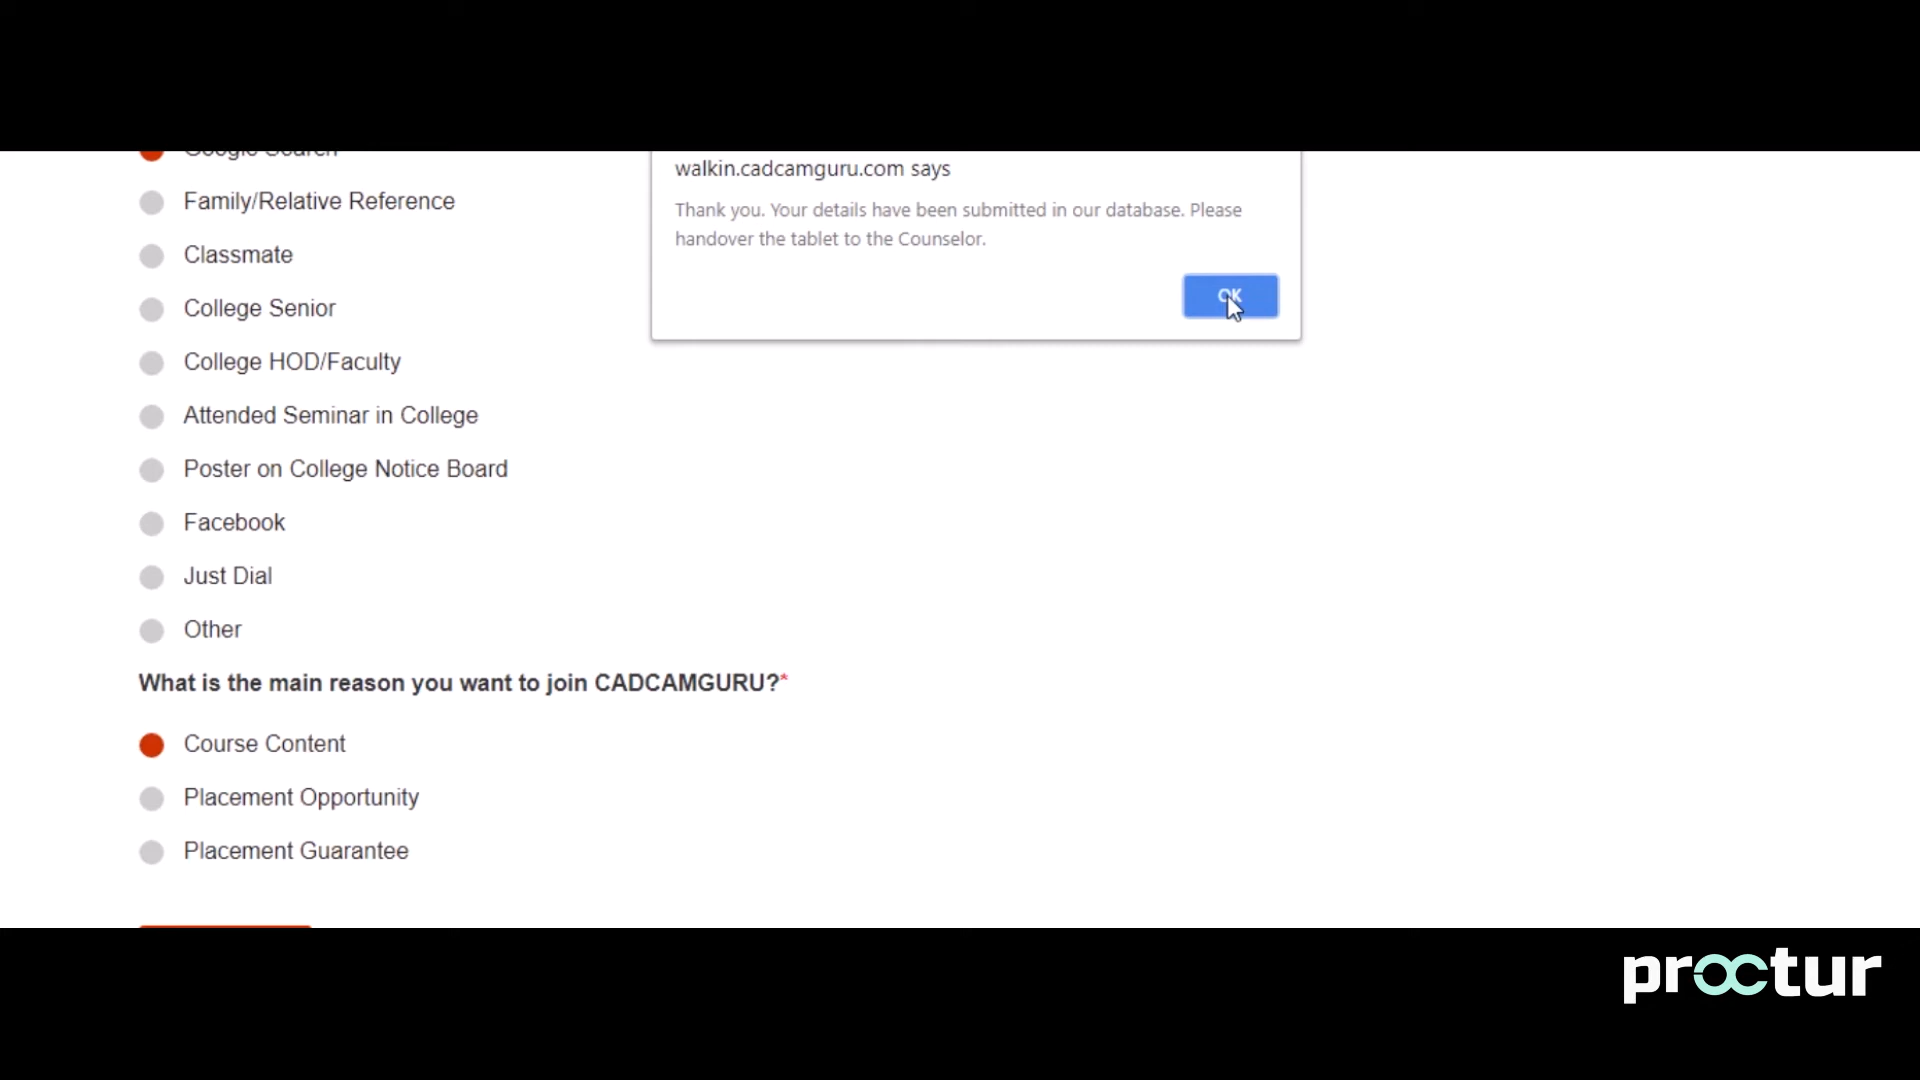 Google Search
walkin.cadcamguru.com says
Thank you. Your details have been submitted in our database. Please
handover the tablet to the Counselor.
OK
Family/Relative Reference
Classmate
College Senior
College HOD/Faculty
Attended Seminar in College
Poster on College Notice Board
Facebook
Just Dial
Other
What is the main reason you want to join CADCAMGURU?*
Course Content
Placement Opportunity
Placement Guarantee
proctur